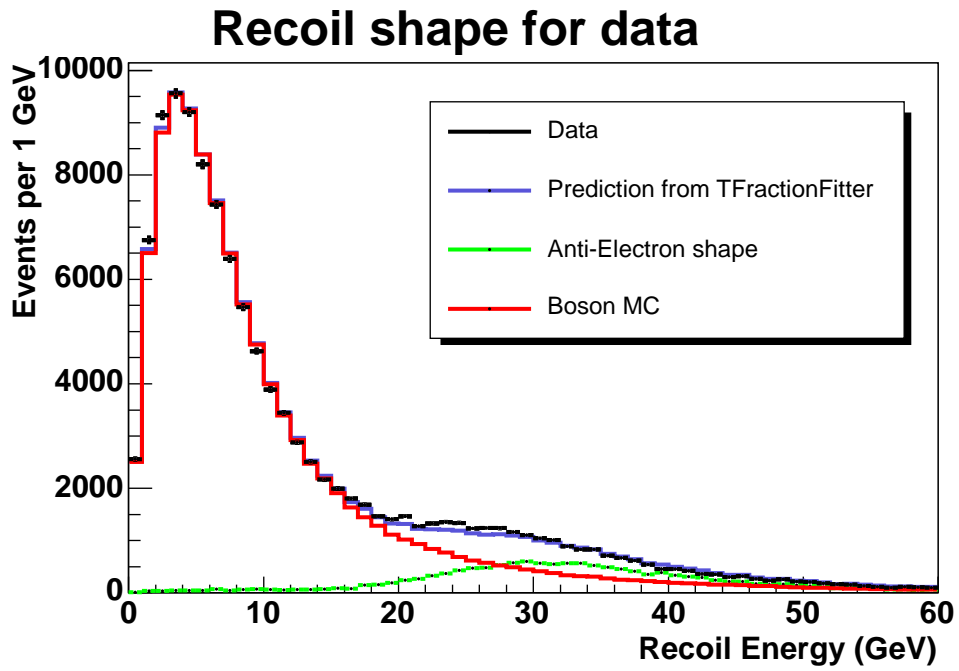 Recoil shape for data
Events per 1 GeV
10000
8000
6000
4000
2000
0
Data
Prediction from TFractionFitter
Anti-Electron shape
Boson MC
0 10 20 30 40 50 60
Recoil Energy (GeV)